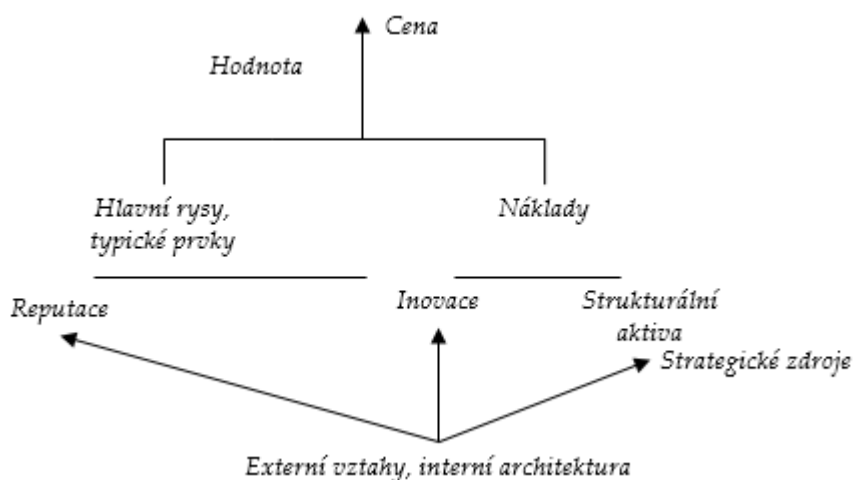 Cena
Hodnota
Hlavní rysy,
typické prvky
Náklady
Reputace
Inovace
Strukturální
aktiva
Strategické zdroje
Externí vztahy, interní architektura